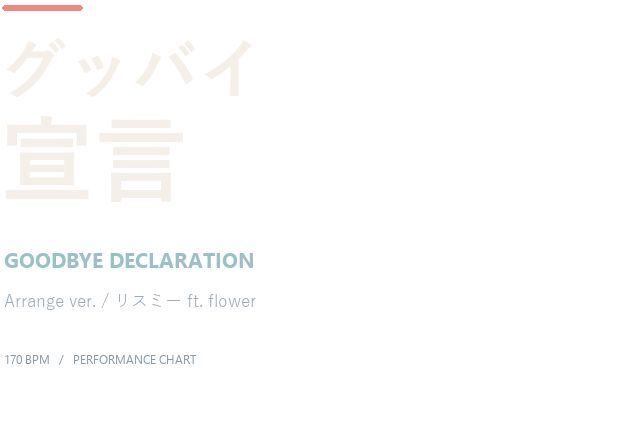 グッバイ
宣言
GOODBYE DECLARATION
Arrange ver. / リスミー ft. flower
170 BPM / PERFORMANCE CHART